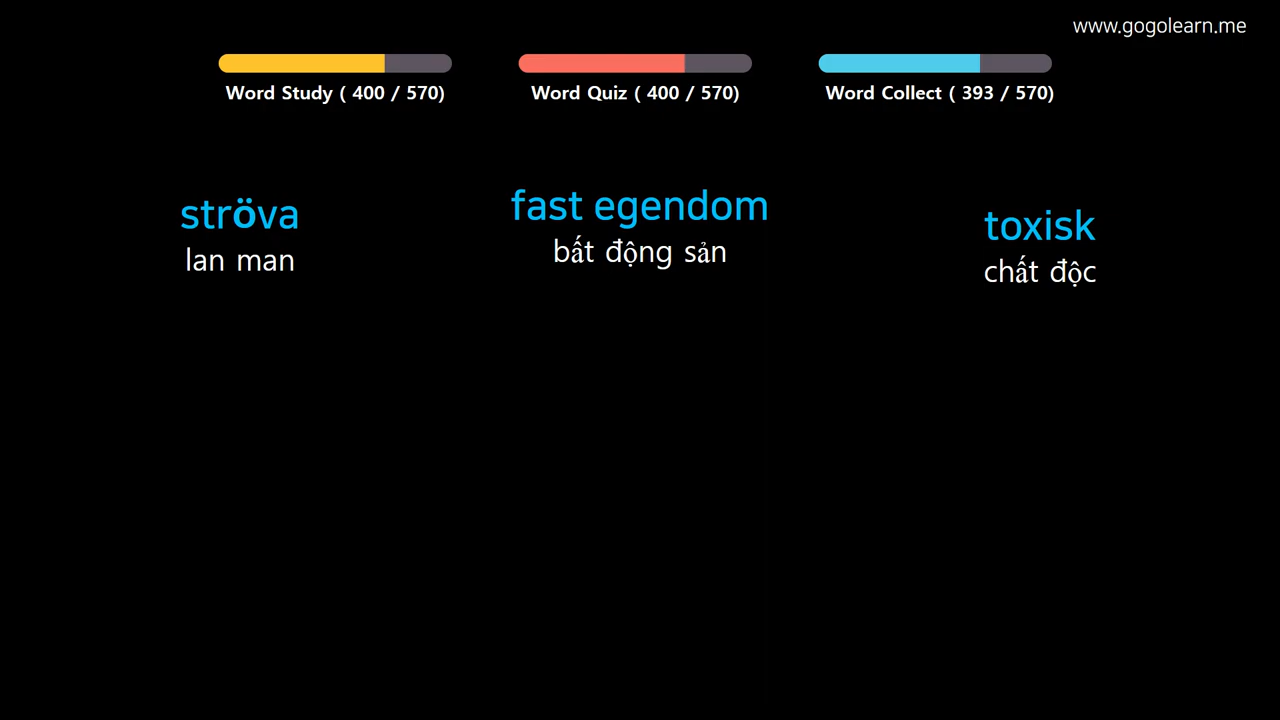 www.gogolearn.me
Word Study ( 400 / 570)
Word Quiz ( 400 / 570)
Word Collect ( 393 / 570)
ströva
lan man
fast egendom
bất động sản
toxisk
chất độc